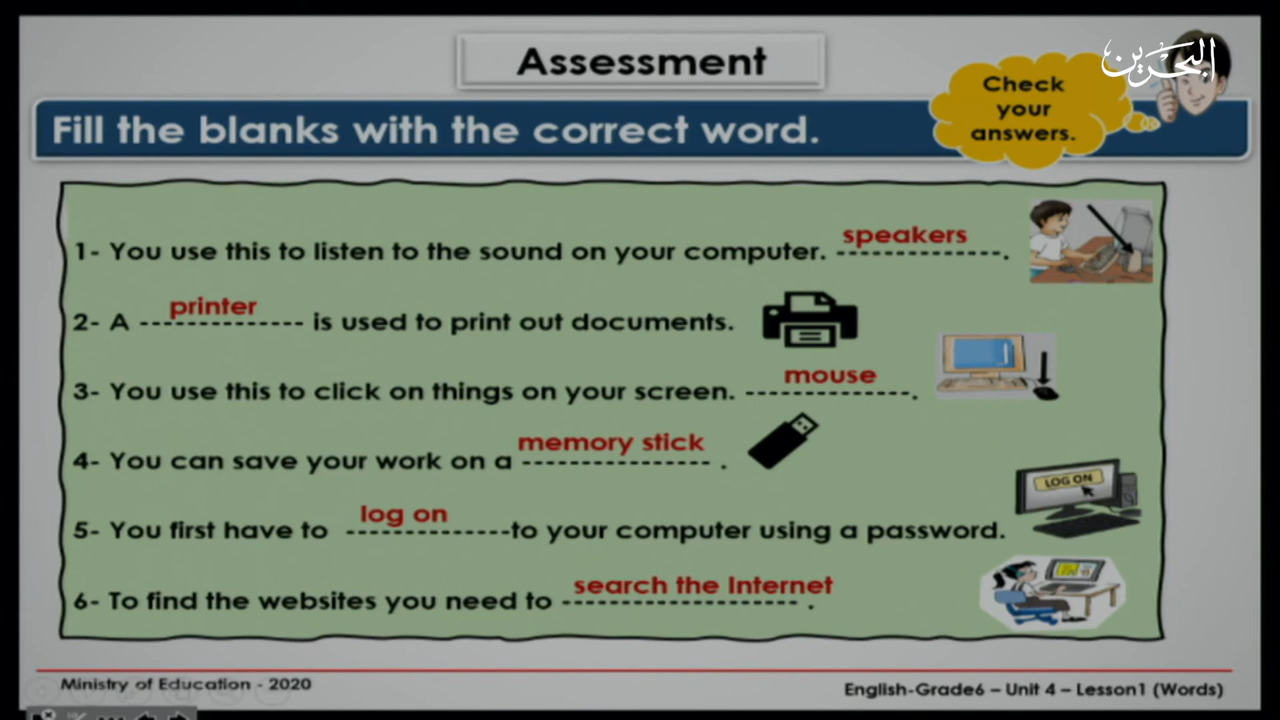 البحرين
Assessment
Check
your
answers.
Fill the blanks with the correct word.
1- You use this to listen to the sound on your computer. speakers .
2- A printer is used to print out documents.
3- You use this to click on things on your screen. mouse .
4- You can save your work on a memory stick .
LOG ON
5- You first have to log on to your computer using a password.
6- To find the websites you need to search the Internet .
Ministry of Education - 2020
English-Grade6 – Unit 4 – Lesson1 (Words)